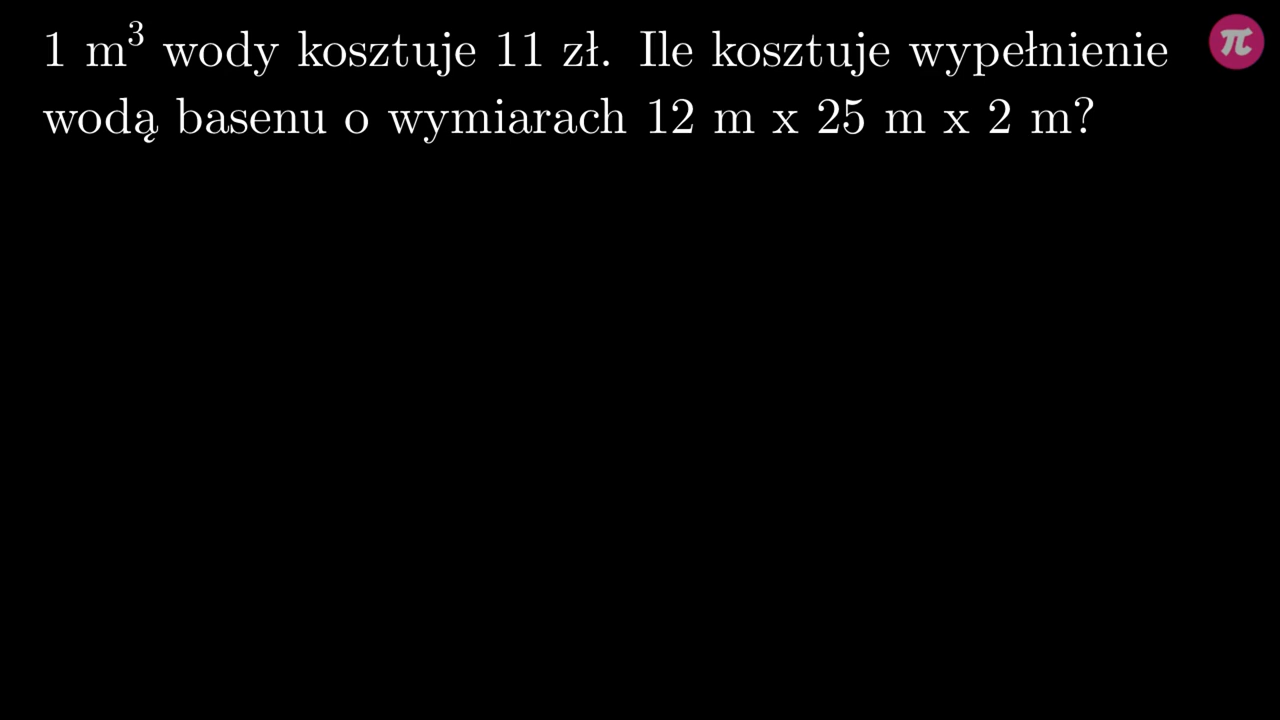 1 m³ wody kosztuje 11 zł. Ile kosztuje wypełnienie
wodą basenu o wymiarach 12 m x 25 m x 2 m?
π